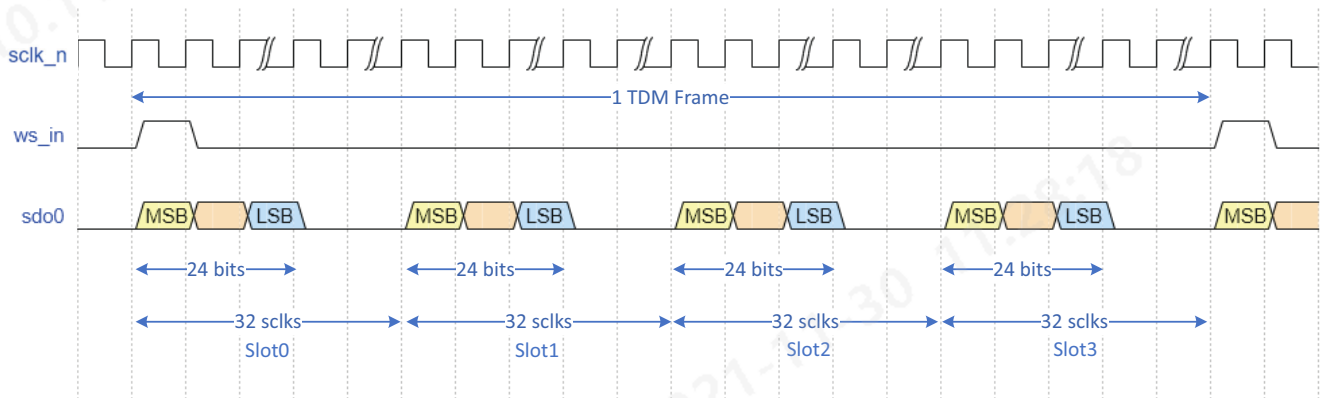 sclk_n
1 TDM Frame
ws_in
sdo0 MSB LSB MSB LSB MSB LSB MSB LSB MSB
24 bits 24 bits 24 bits 24 bits
32 sclks 32 sclks 32 sclks 32 sclks
Slot0 Slot1 Slot2 Slot3